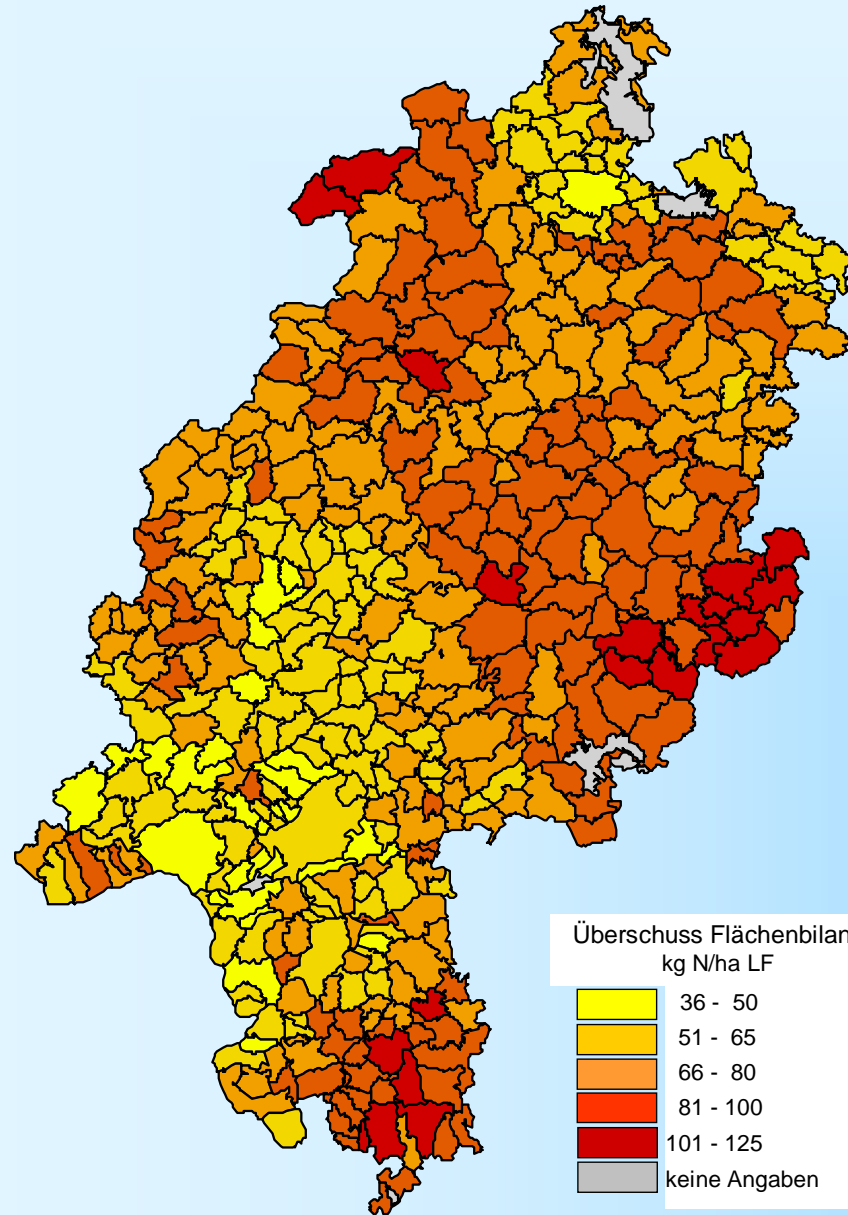 Überschuss Flächenbilan
kg N/ha LF
36 - 50
51 - 65
66 - 80
81 - 100
101 - 125
keine Angaben